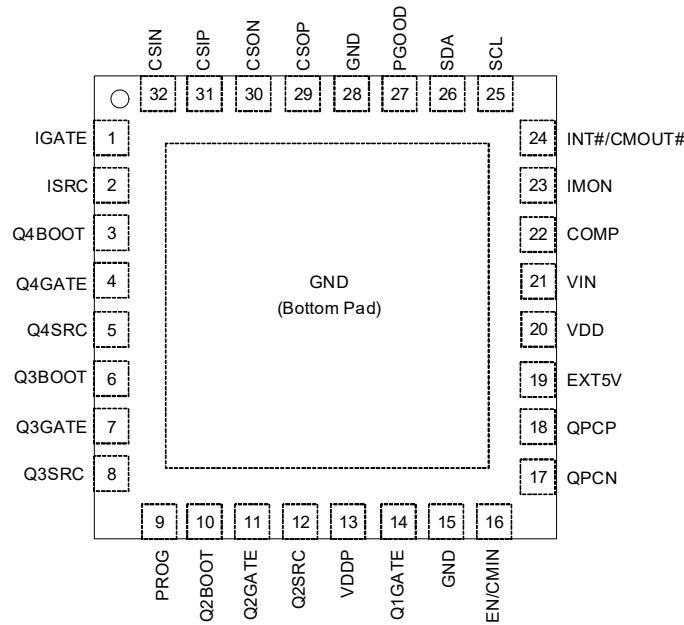 CSIN
CSIP
CSON
CSOP
GND
PGOOD
SDA
SCL
32
31
30
29
28
27
26
25
IGATE 1
24 INT#/CMOUT#
ISRC 2
23 IMON
Q4BOOT 3
22 COMP
Q4GATE 4
21 VIN
GND
(Bottom Pad)
Q4SRC 5
20 VDD
Q3BOOT 6
19 EXT5V
Q3GATE 7
18 QPCP
Q3SRC 8
17 QPCN
9
10
11
12
13
14
15
16
PROG
Q2BOOT
Q2GATE
Q2SRC
VDDP
Q1GATE
GND
EN/CMIN